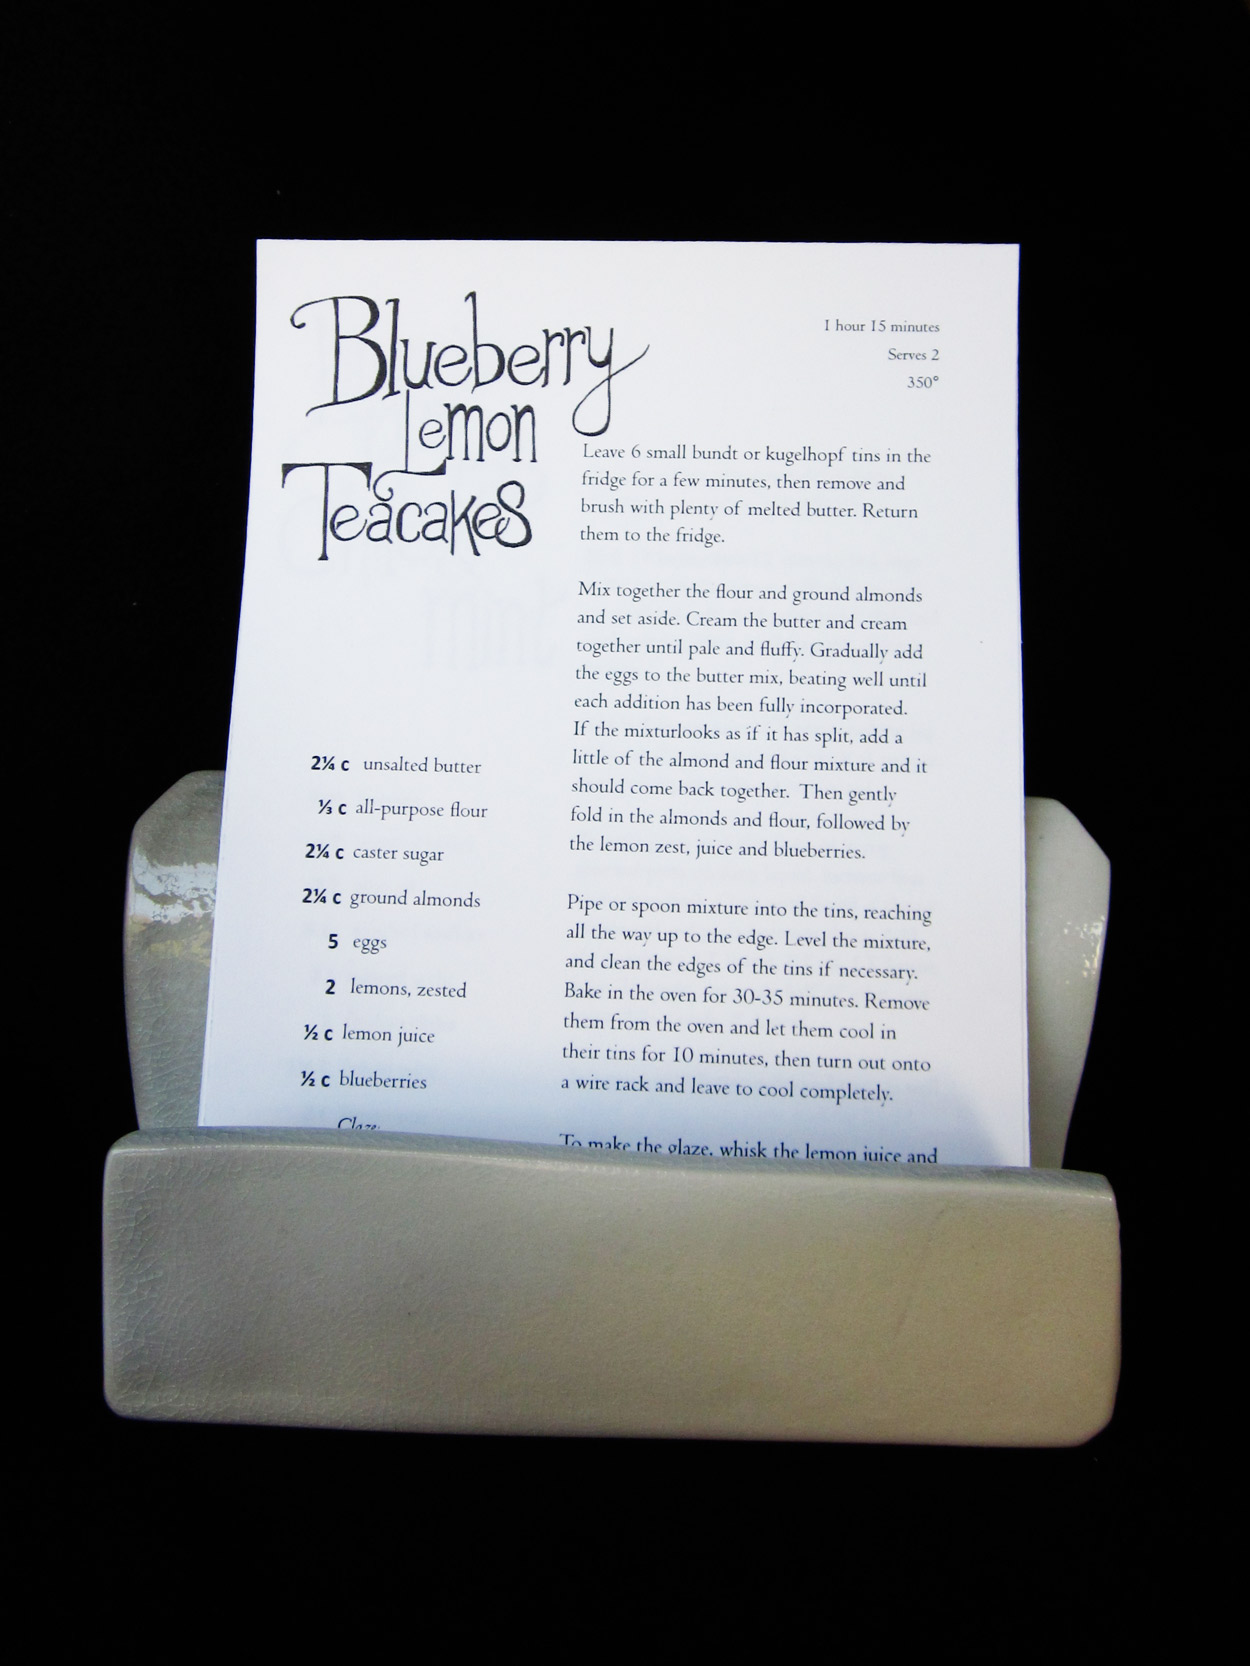 Blueberry
Lemon
Teacakes
1 hour 15 minutes
Serves 2
350°
2¼ c unsalted butter
⅓ c all-purpose flour
2¼ c caster sugar
2¼ c ground almonds
5 eggs
2 lemons, zested
½ c lemon juice
½ c blueberries
Glaze:
Leave 6 small bundt or kugelhopf tins in the
fridge for a few minutes, then remove and
brush with plenty of melted butter. Return
them to the fridge.
Mix together the flour and ground almonds
and set aside. Cream the butter and cream
together until pale and fluffy. Gradually add
the eggs to the butter mix, beating well until
each addition has been fully incorporated.
If the mixturlooks as if it has split, add a
little of the almond and flour mixture and it
should come back together. Then gently
fold in the almonds and flour, followed by
the lemon zest, juice and blueberries.
Pipe or spoon mixture into the tins, reaching
all the way up to the edge. Level the mixture,
and clean the edges of the tins if necessary.
Bake in the oven for 30-35 minutes. Remove
them from the oven and let them cool in
their tins for 10 minutes, then turn out onto
a wire rack and leave to cool completely.
To make the glaze, whisk the lemon juice and